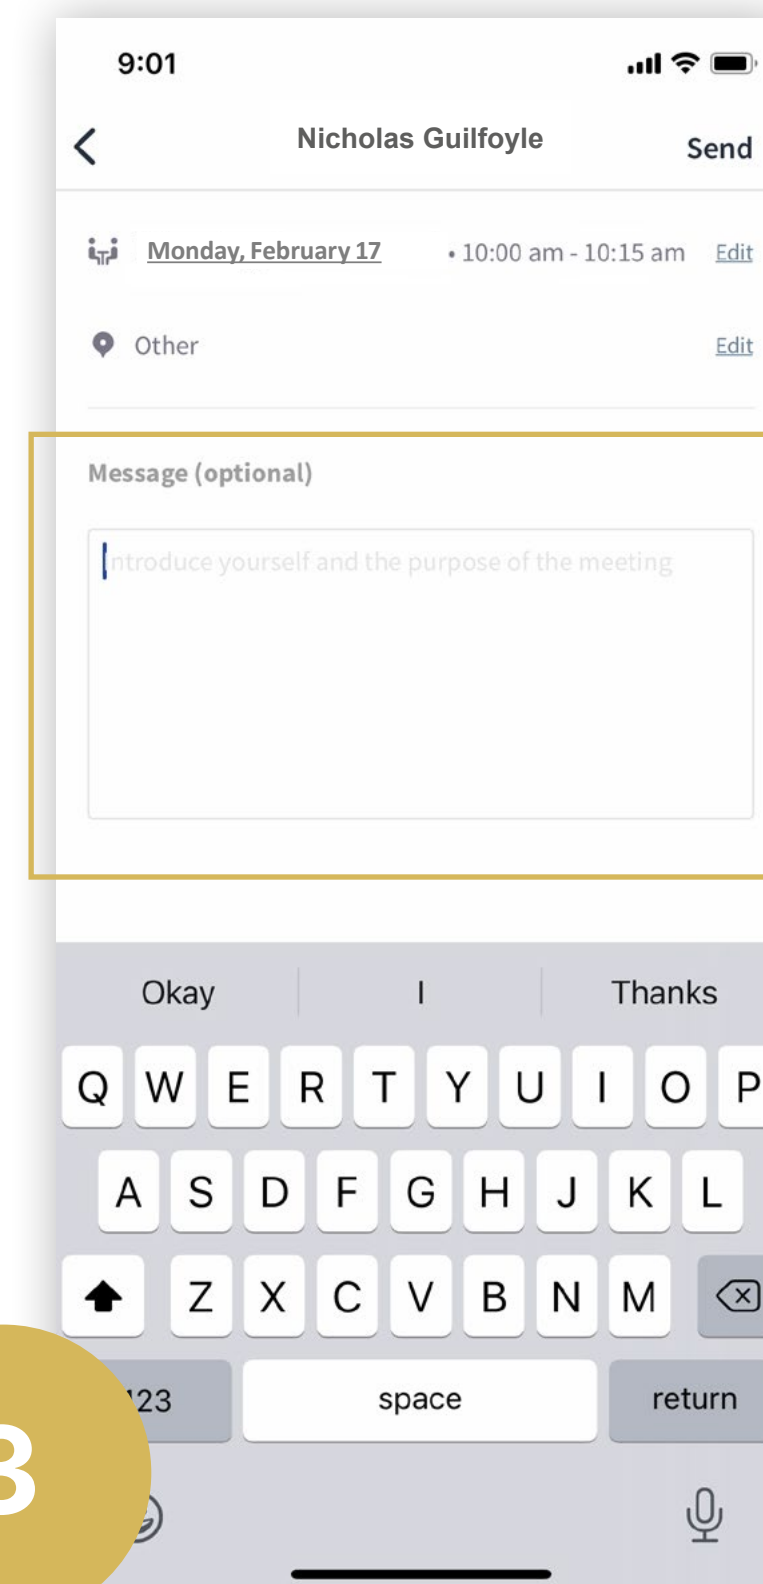 9:01
Nicholas Guilfoyle
Send
Monday, February 17 • 10:00 am - 10:15 am Edit
Other Edit
Message (optional)
Introduce yourself and the purpose of the meeting
Okay I Thanks
Q W E R T Y U I O P
A S D F G H J K L
Z X C V B N M
123 space return
3